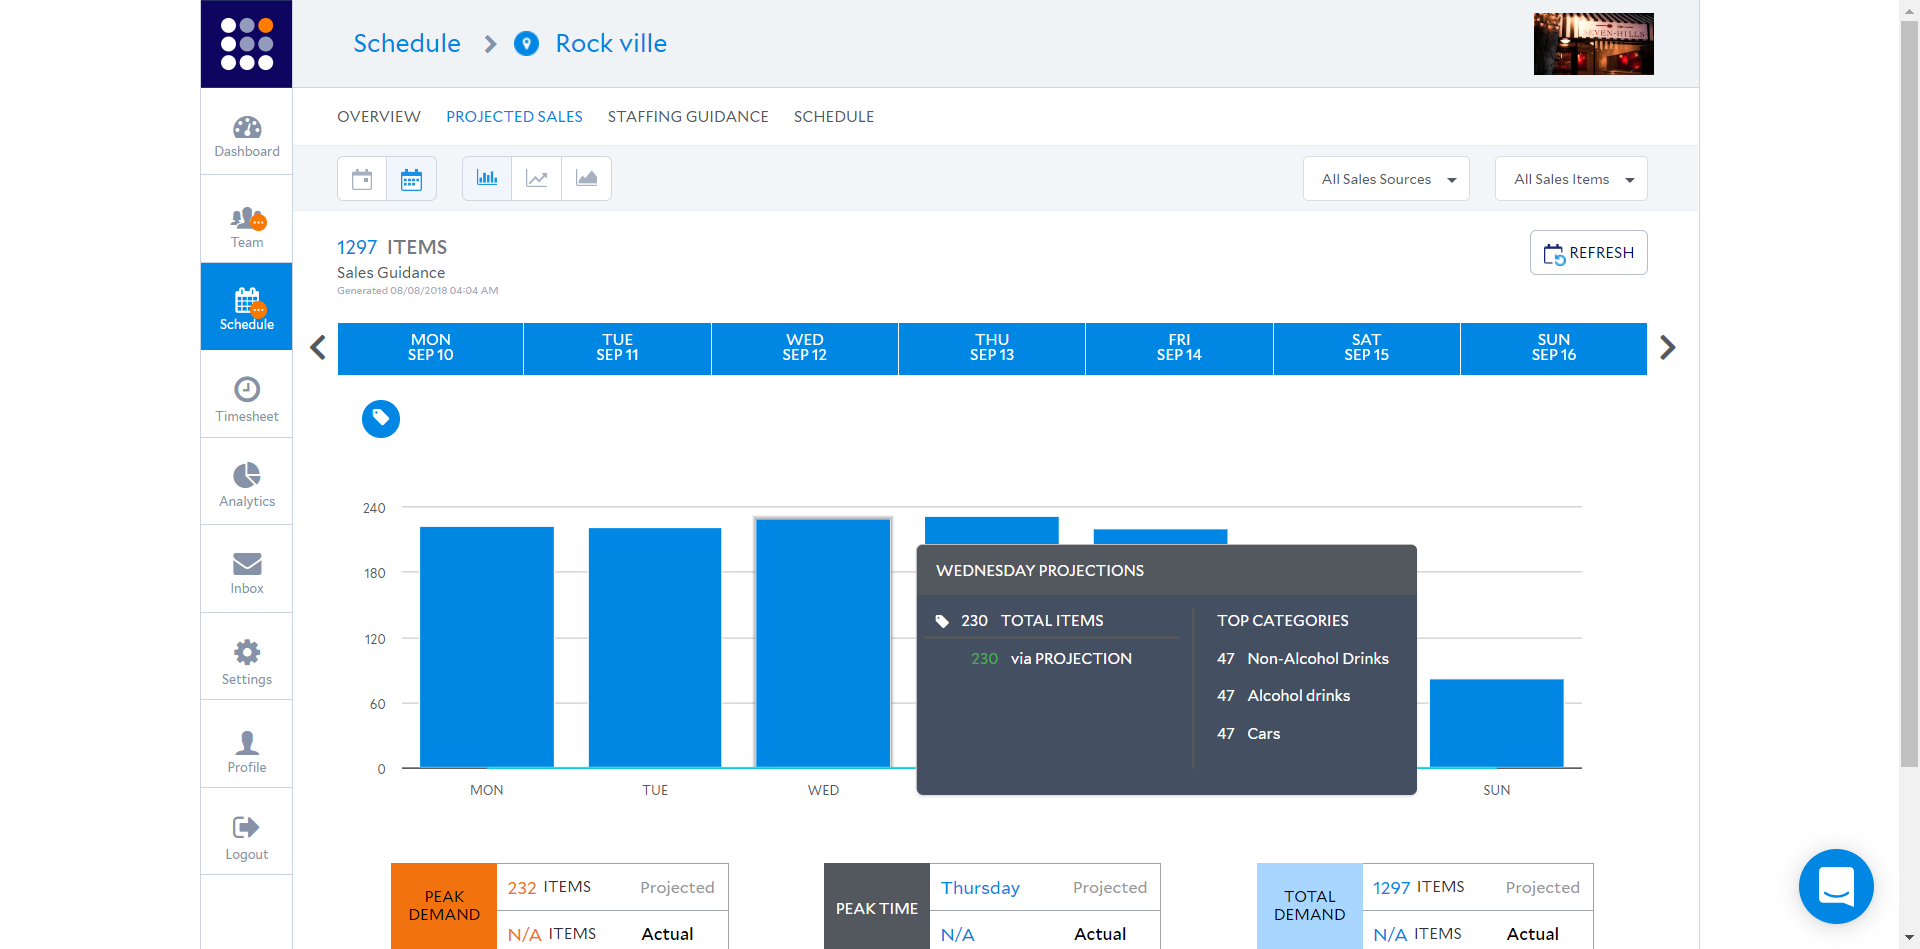 Schedule
Rock ville
SEVEN·HILLS
OVERVIEW PROJECTED SALES STAFFING GUIDANCE SCHEDULE
All Sales Sources
All Sales Items
Dashboard
Team
Schedule
Timesheet
Analytics
Inbox
Settings
Profile
Logout
1297 ITEMS
Sales Guidance
Generated 08/08/2018 04:04 AM
REFRESH
MON
SEP 10
TUE
SEP 11
WED
SEP 12
THU
SEP 13
FRI
SEP 14
SAT
SEP 15
SUN
SEP 16
240
180
120
60
0
MON
TUE
WED
SUN
WEDNESDAY PROJECTIONS
230 TOTAL ITEMS
230 via PROJECTION
TOP CATEGORIES
47 Non-Alcohol Drinks
47 Alcohol drinks
47 Cars
PEAK
DEMAND
232 ITEMS Projected
N/A ITEMS Actual
PEAK TIME
Thursday Projected
N/A Actual
TOTAL
DEMAND
1297 ITEMS Projected
N/A ITEMS Actual